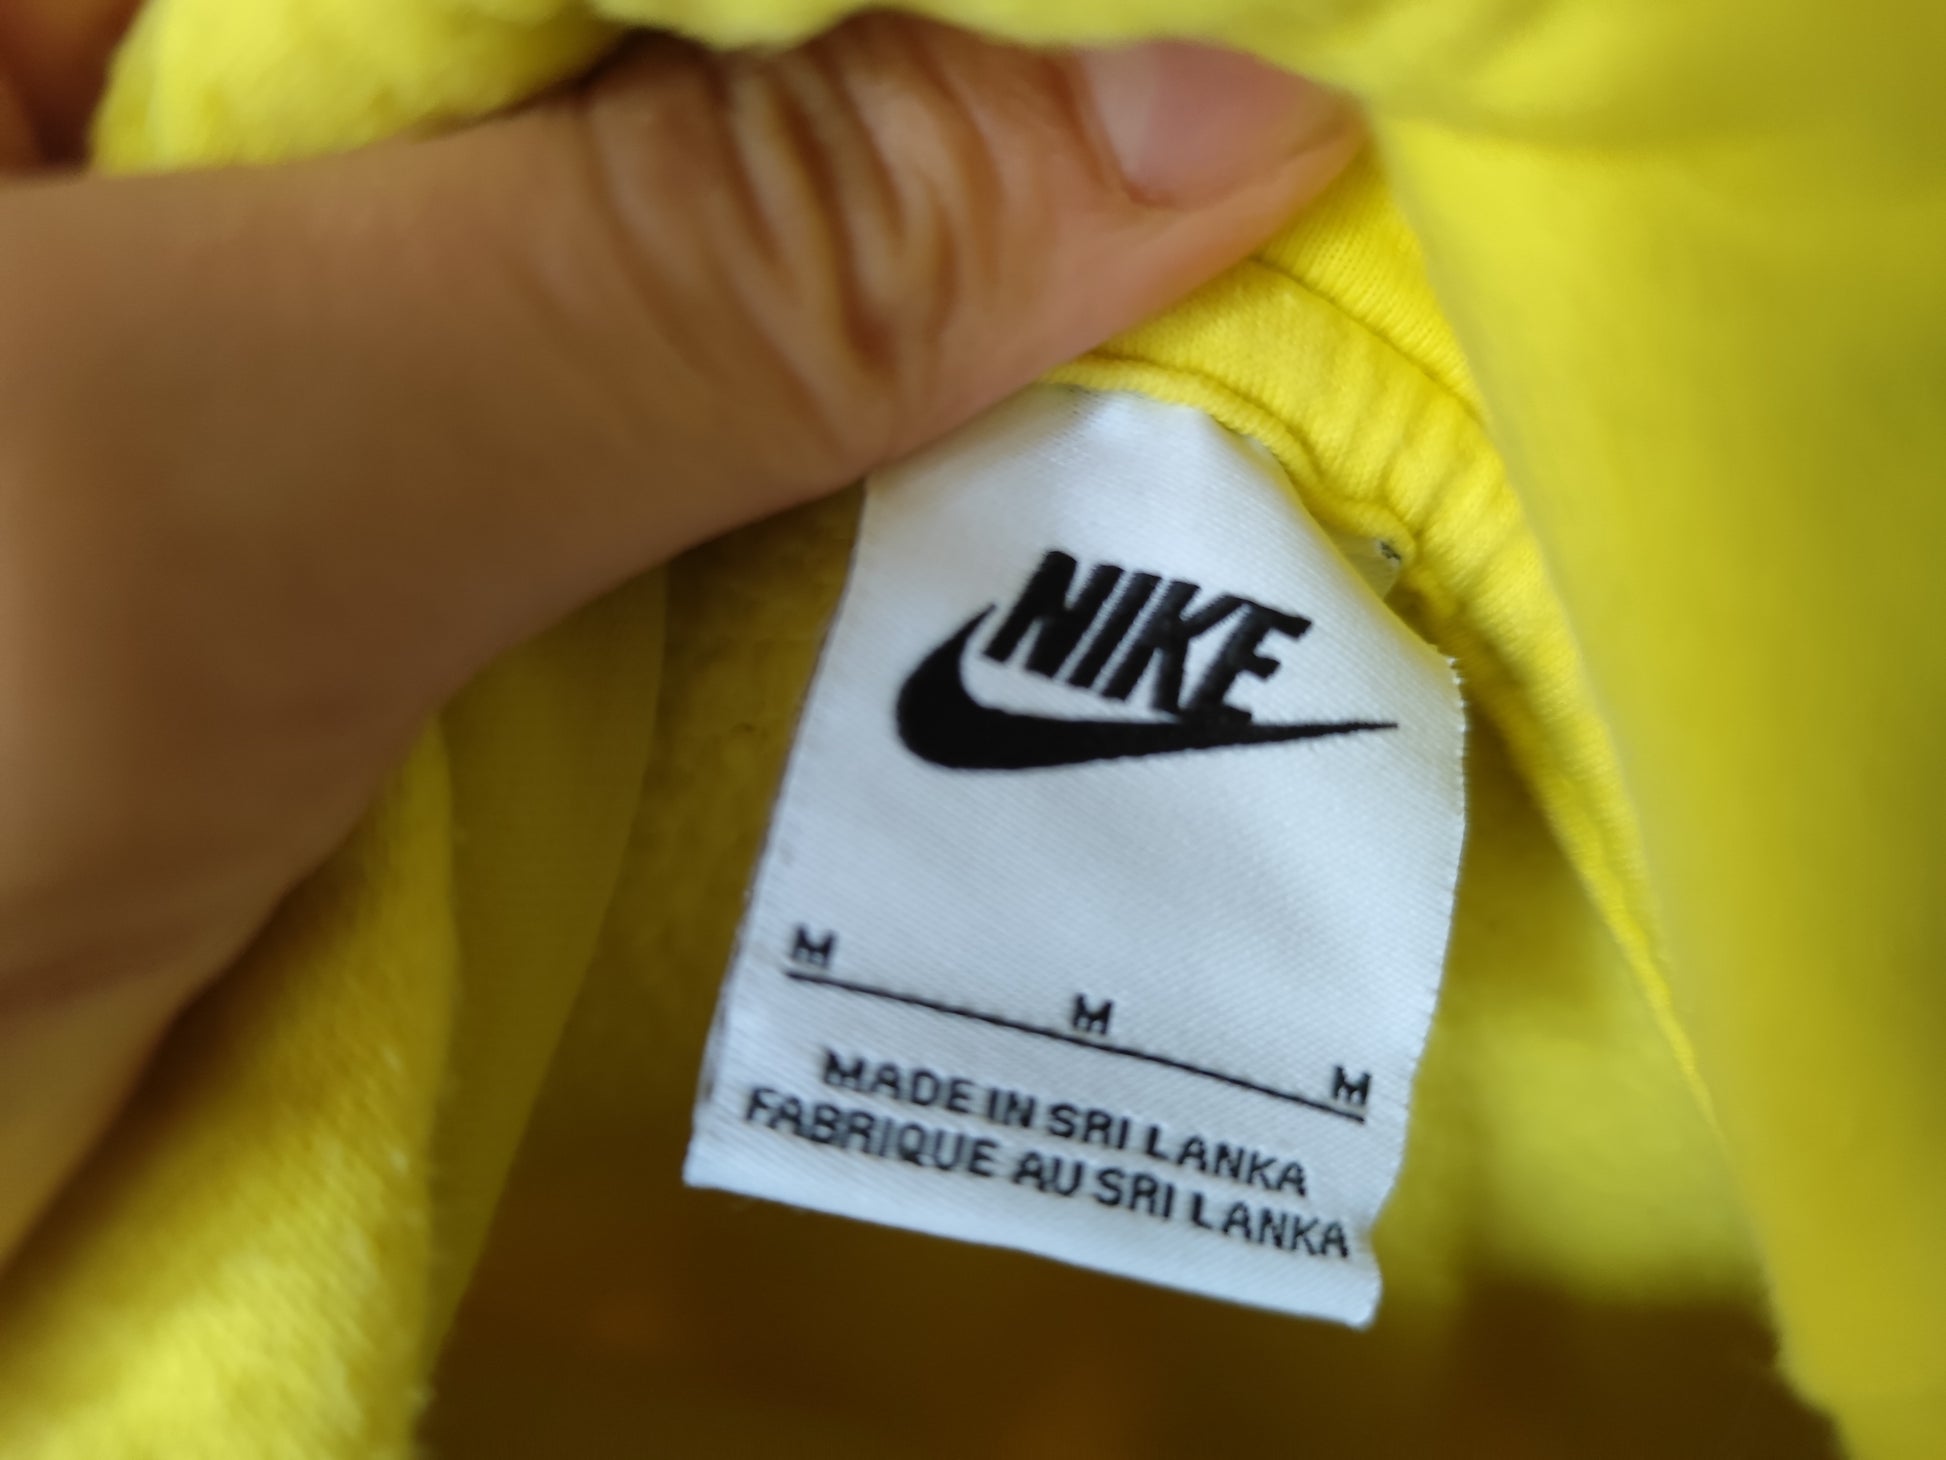 NIKE
M
M
M
MADE IN SRI LANKA
FABRIQUE AU SRI LANKA